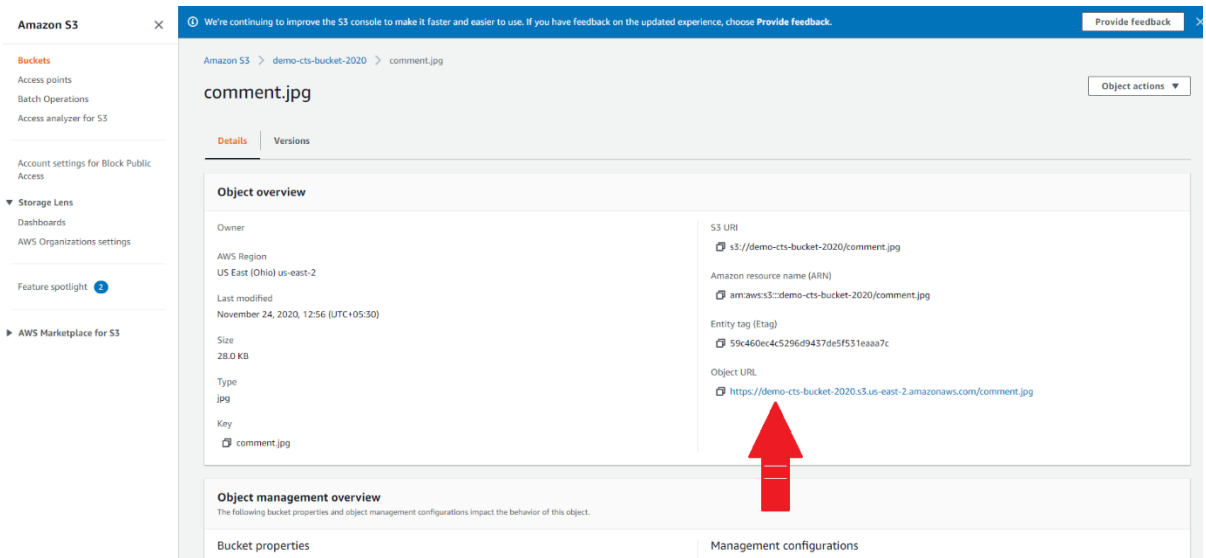 Amazon S3
We're continuing to improve the S3 console to make it faster and easier to use. If you have feedback on the updated experience, choose Provide feedback.
Provide feedback
Buckets
Access points
Batch Operations
Access analyzer for S3
Account settings for Block Public
Access
Storage Lens
Dashboards
AWS Organizations settings
Feature spotlight 2
AWS Marketplace for S3
Amazon S3 > demo-cts-bucket-2020 > comment.jpg
comment.jpg
Object actions
Details
Versions
Object overview
Owner
AWS Region
US East (Ohio) us-east-2
Last modified
November 24, 2020, 12:56 (UTC+05:30)
Size
28.0 KB
Type
jpg
Key
comment.jpg
S3 URI
s3://demo-cts-bucket-2020/comment.jpg
Amazon resource name (ARN)
arn:aws:s3:::demo-cts-bucket-2020/comment.jpg
Entity tag (Etag)
59c460ec4c5296d9437de5f531eaaa7c
Object URL
https://demo-cts-bucket-2020.s3.us-east-2.amazonaws.com/comment.jpg
Object management overview
The following bucket properties and object management configurations impact the behavior of this object.
Bucket properties
Management configurations